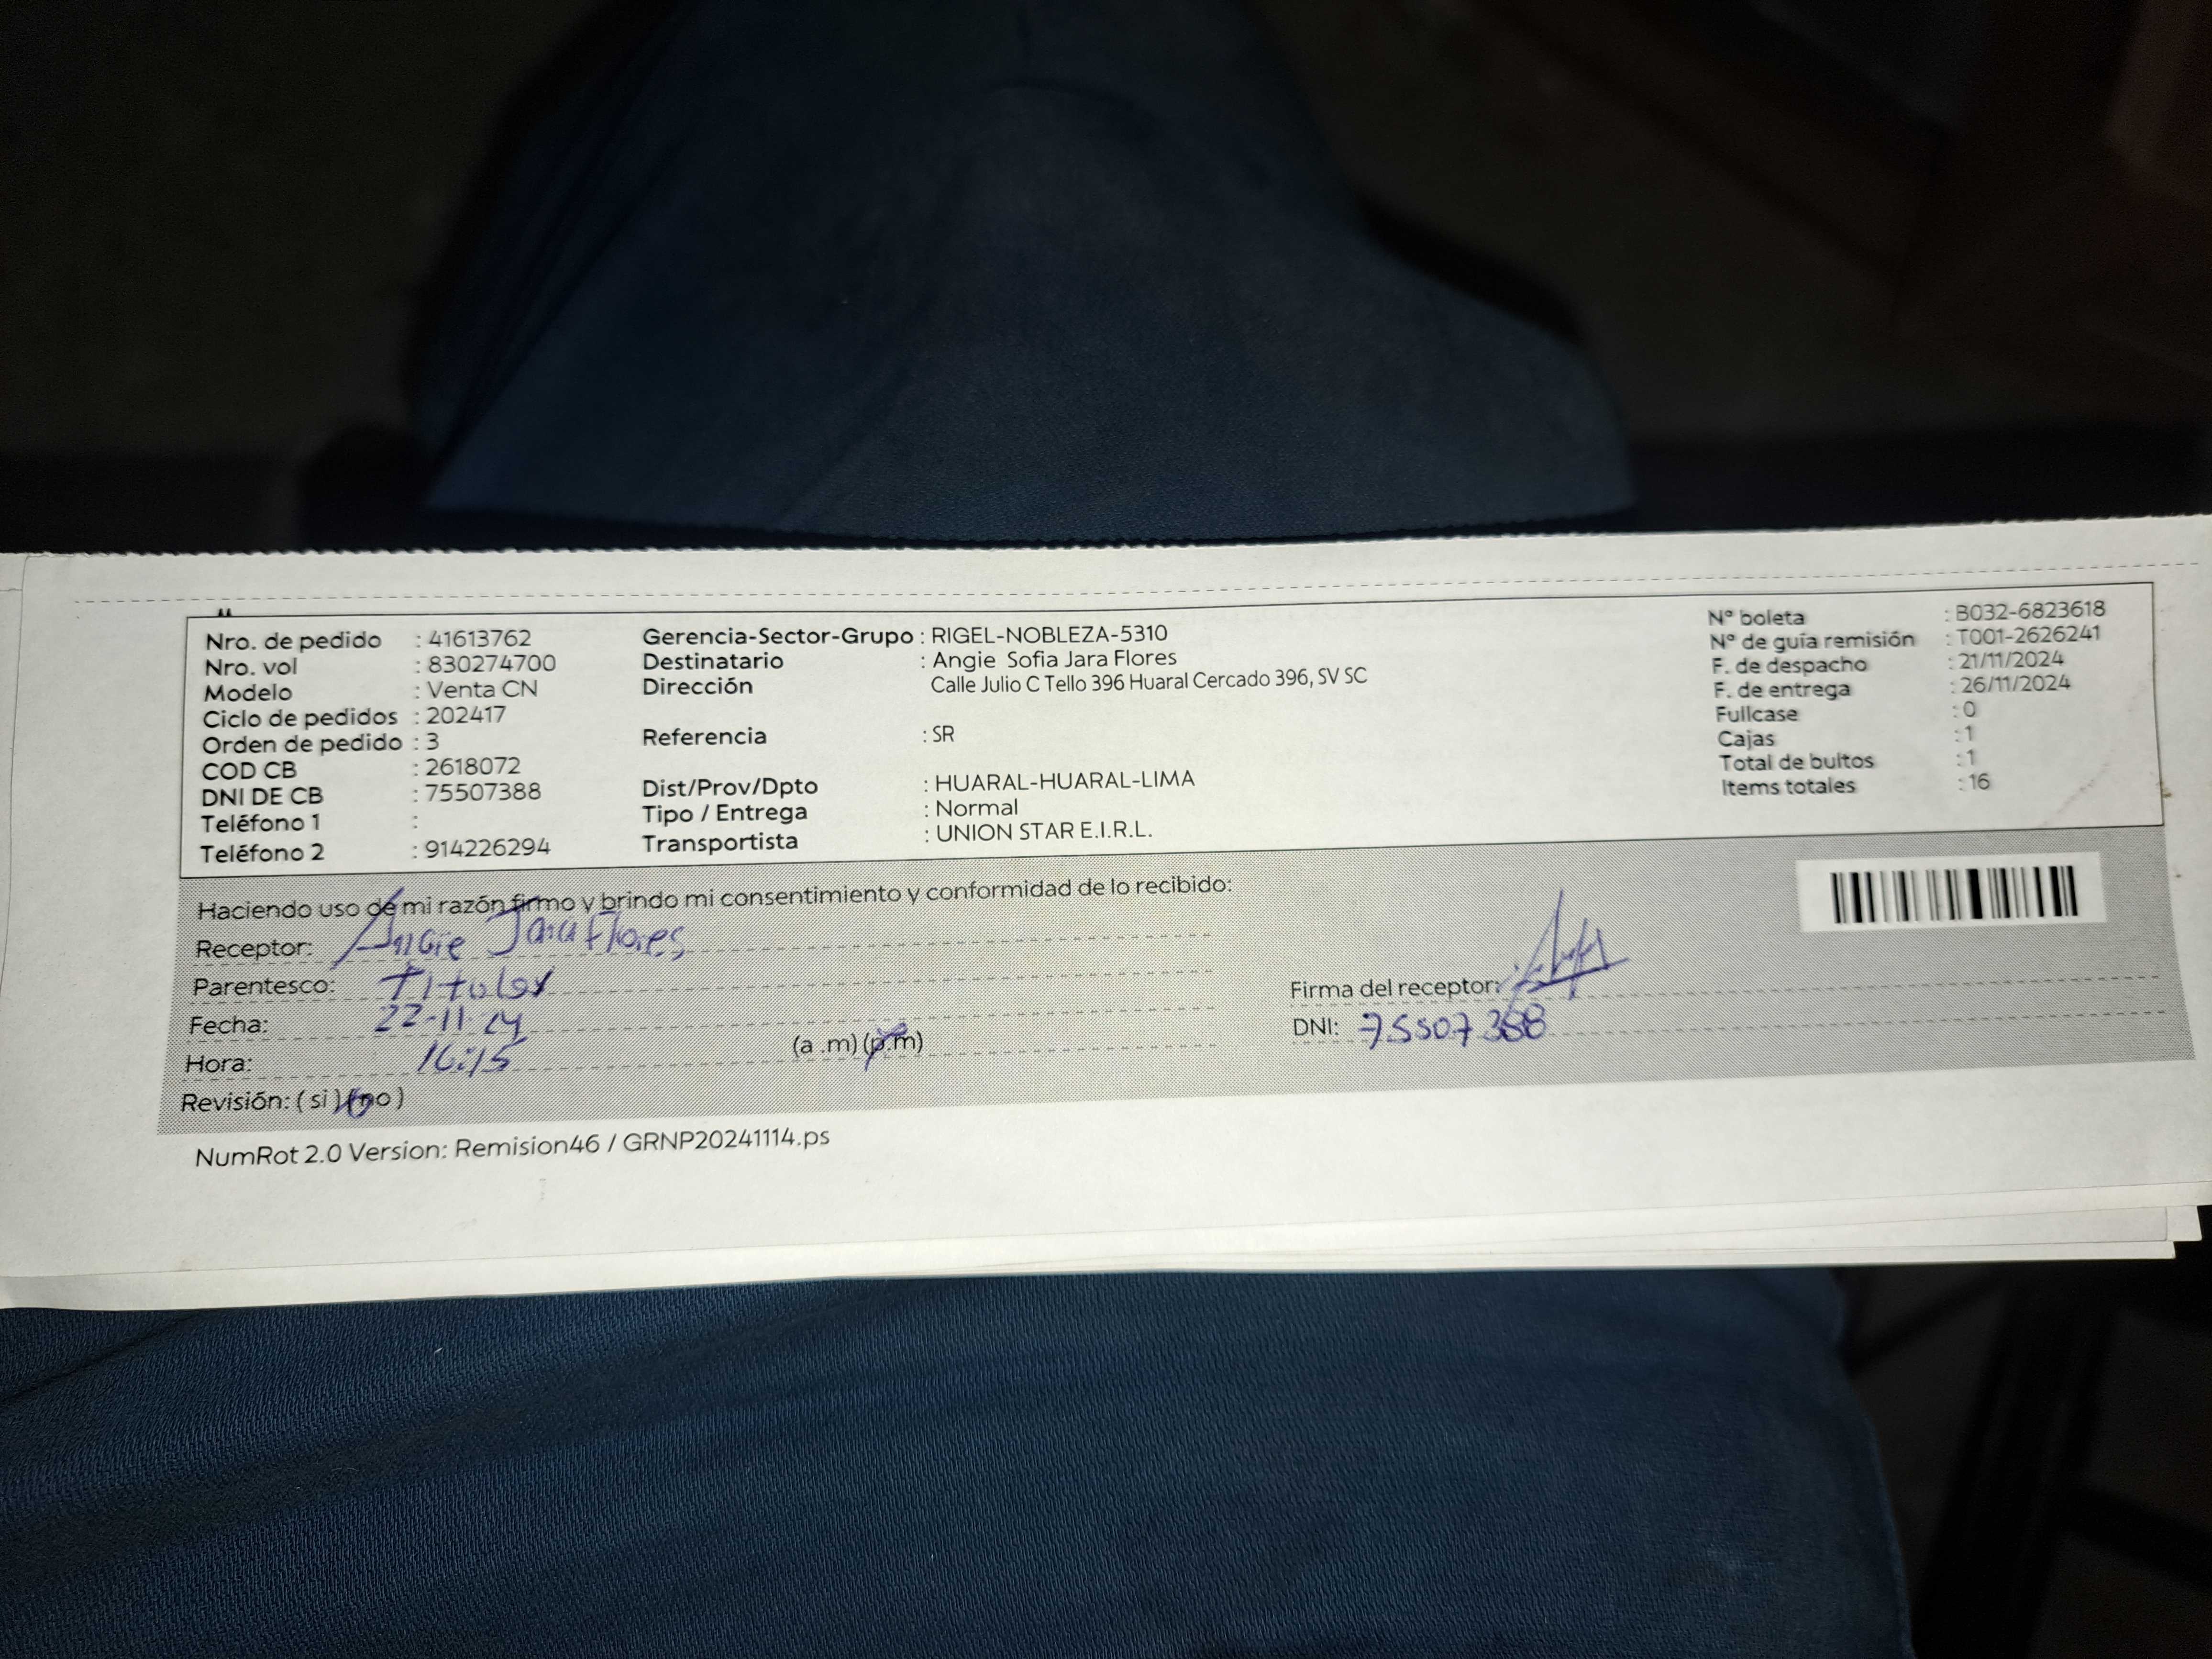 Nro. de pedido : 41613762
Nro. vol : 830274700
Modelo : Venta CN
Ciclo de pedidos : 202417
Orden de pedido : 3
COD CB : 2618072
DNI DE CB : 75507388
Teléfono 1 :
Teléfono 2 : 914226294
Gerencia-Sector-Grupo : RIGEL-NOBLEZA-5310
Destinatario : Angie Sofia Jara Flores
Dirección Calle Julio C Tello 396 Huaral Cercado 396, SV SC
Referencia : SR
Dist/Prov/Dpto : HUARAL-HUARAL-LIMA
Tipo / Entrega : Normal
Transportista : UNION STAR E.I.R.L.
Nº boleta : B032-6823618
Nº de guía remisión : T001-2626241
F. de despacho : 21/11/2024
F. de entrega : 26/11/2024
Fullcase : 0
Cajas : 1
Total de bultos : 1
Items totales : 16
Haciendo uso de mi razón firmo y brindo mi consentimiento y conformidad de lo recibido:
Receptor: Angie Jara Flores
Parentesco: Titular
Fecha: 22-11-24
Hora: 16:15 (a .m) (p.m)
Revisión: ( si ) ( no )
Firma del receptor:
DNI: 75507388
NumRot 2.0 Version: Remision46 / GRNP20241114.ps